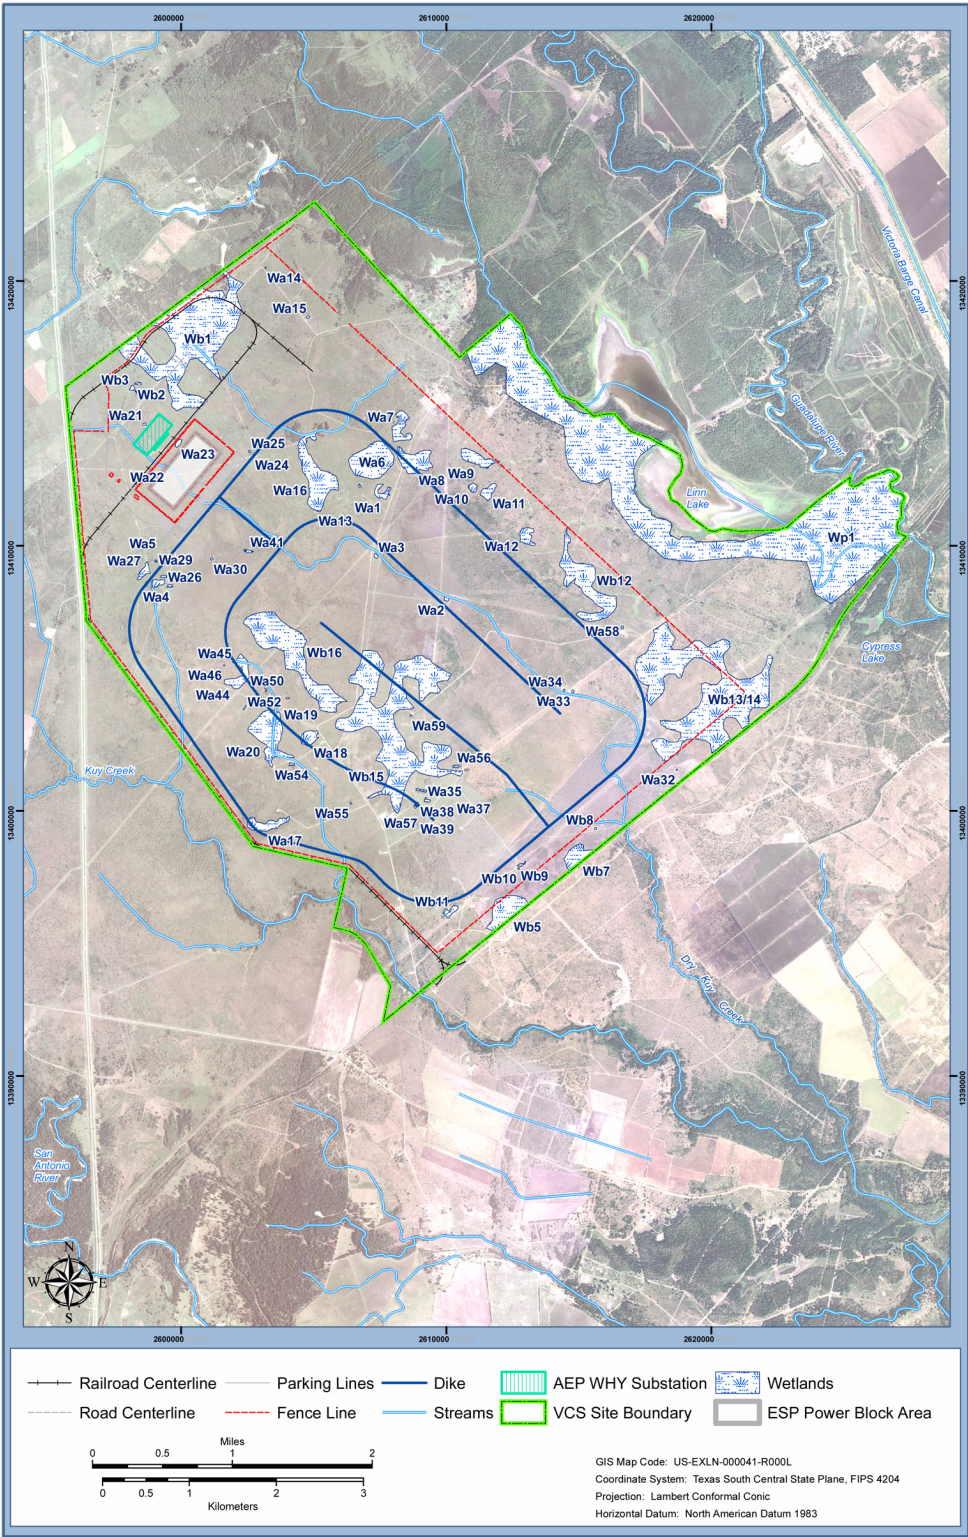 2600000
2610000
2620000
13420000
13420000
Victoria Barge Canal
Wa14
Wa15
Wb1
Wb3
Wb2
Guadalupe River
Wa21
Wa7
Wa25
Wa23
Wa24
Wa6
Wa9
Wa22
Wa8
Wa16
Wa10
Wa11
Linn
Lake
Wa1
Wa13
Wp1
Wa5
Wa41
Wa3
Wa12
13410000
13410000
Wa27
Wa29
Wa30
Wa26
Wb12
Wa4
Wa2
Wa58
Cypress
Lake
Wa45
Wb16
Wa46
Wa50
Wa34
Wa44
Wa52
Wa33
Wb13/14
Wa19
Wa59
Wa20
Wa18
Wa56
Kuy Creek
Wa54
Wb15
Wa32
Wa35
13400000
13400000
Wa55
Wa38
Wa37
Wa57
Wa39
Wb8
Wa17
Wb10
Wb9
Wb7
Wb11
Wb5
Dry Kuy Creek
13390000
13390000
San
Antonio
River
N
W
E
S
2600000
2610000
2620000
Railroad Centerline
Parking Lines
Dike
AEP WHY Substation
Wetlands
Road Centerline
Fence Line
Streams
VCS Site Boundary
ESP Power Block Area
Miles
0 0.5 1 2
0 0.5 1 2 3
Kilometers
GIS Map Code: US-EXLN-000041-R000L
Coordinate System: Texas South Central State Plane, FIPS 4204
Projection: Lambert Conformal Conic
Horizontal Datum: North American Datum 1983